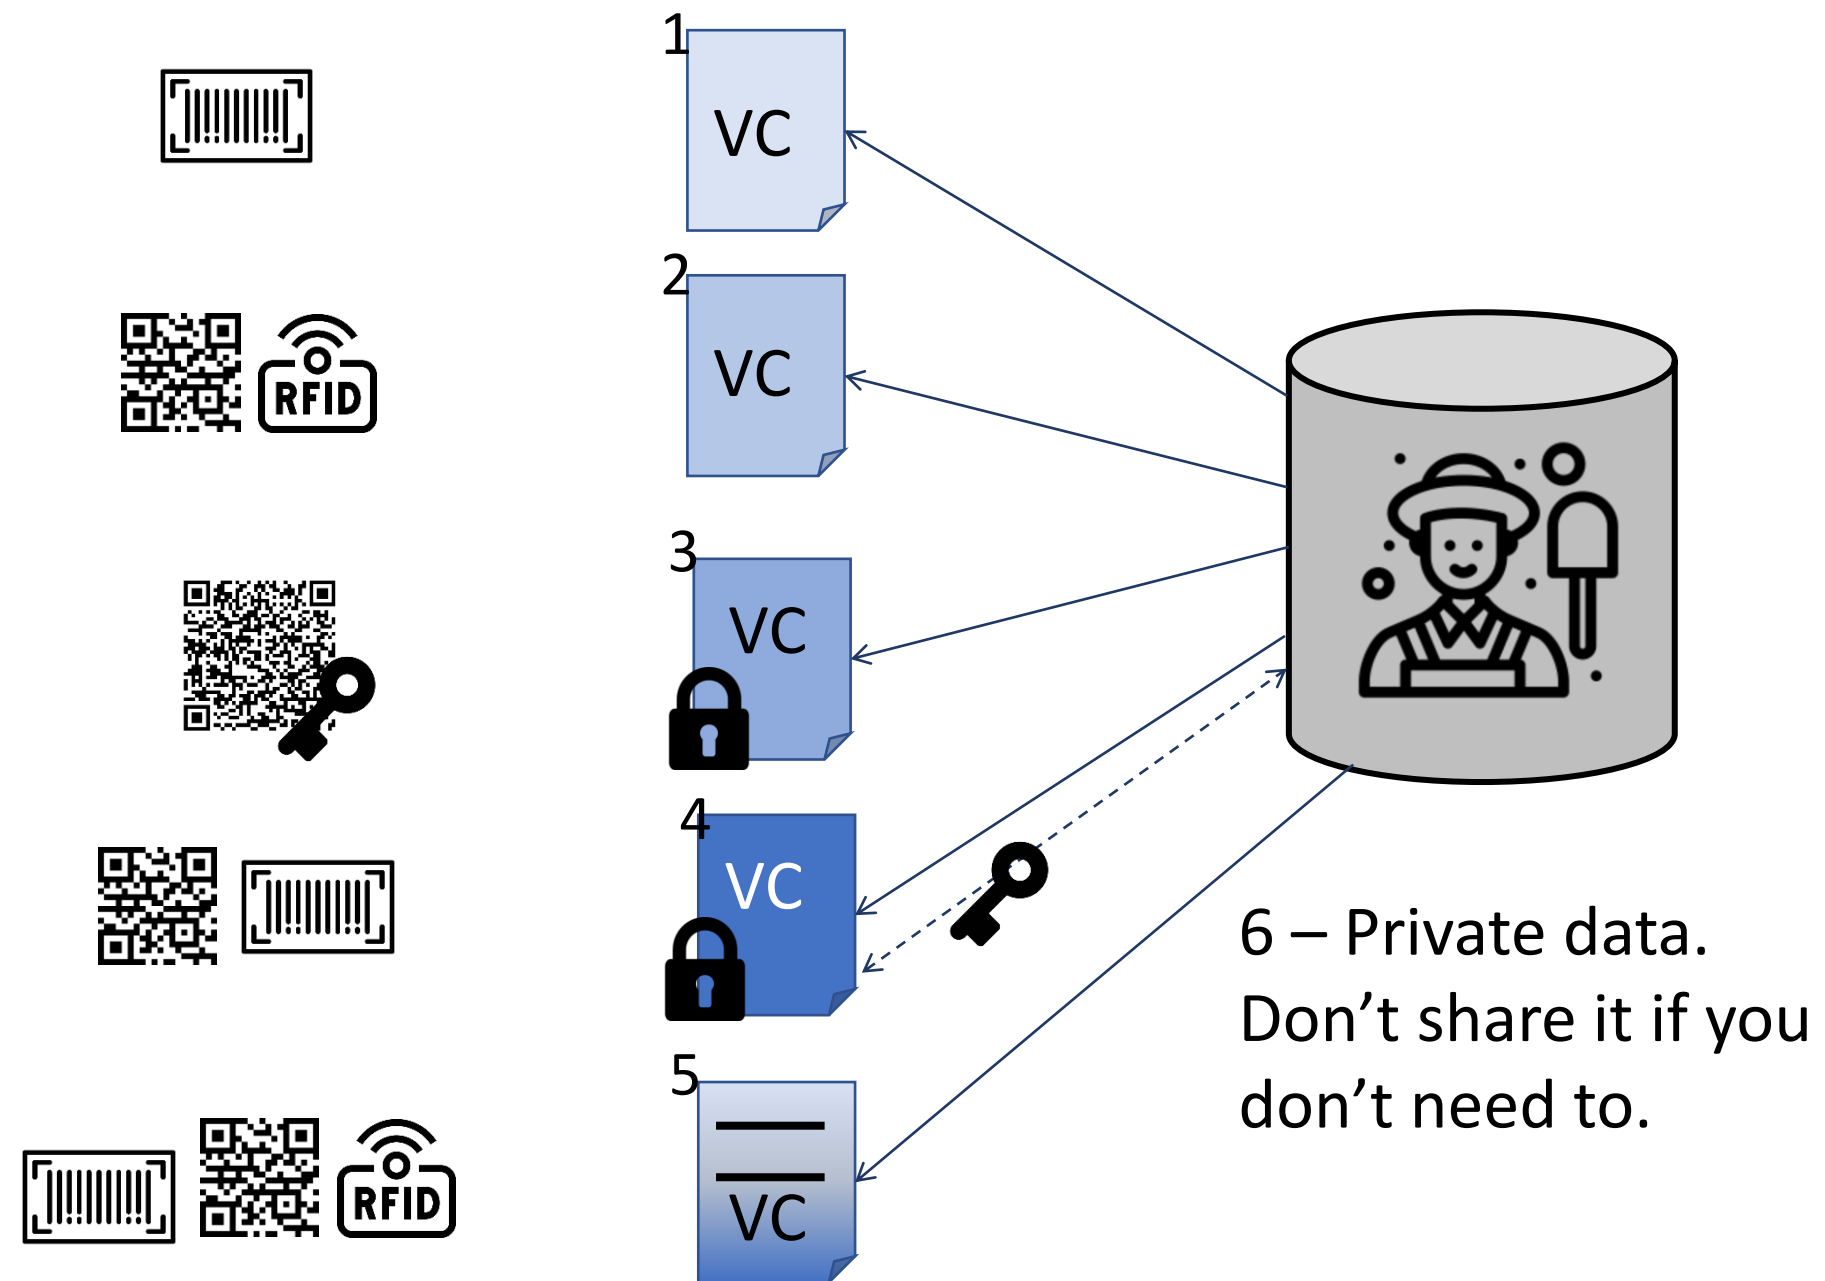 1
VC
2
VC
RFID
3
VC
4
VC
6 – Private data.
Don’t share it if you
don’t need to.
5
VC
RFID